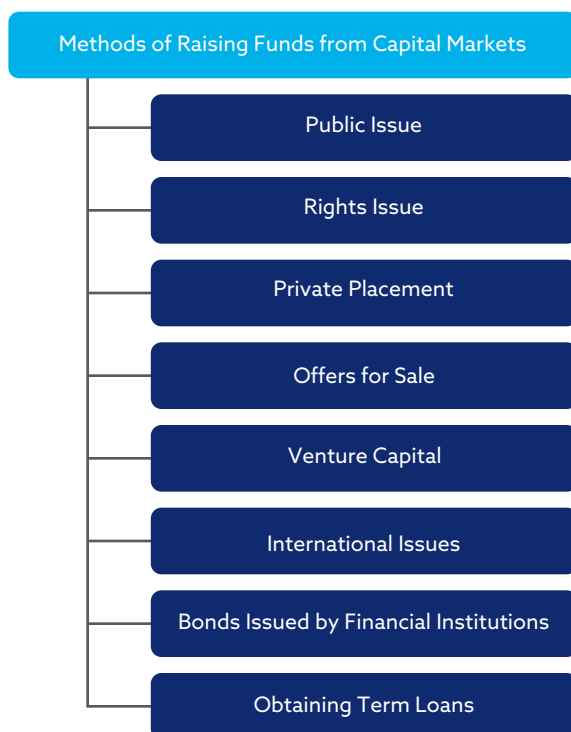 Methods of Raising Funds from Capital Markets
Public Issue
Rights Issue
Private Placement
Offers for Sale
Venture Capital
International Issues
Bonds Issued by Financial Institutions
Obtaining Term Loans